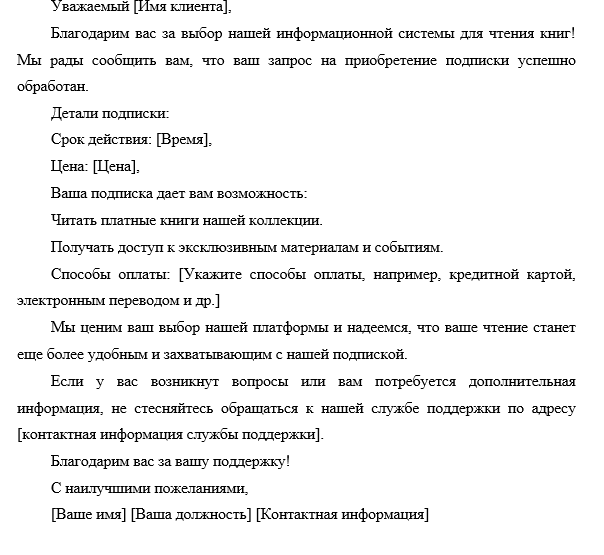 Уважаемый [Имя клиента],
Благодарим вас за выбор нашей информационной системы для чтения книг!
Мы рады сообщить вам, что ваш запрос на приобретение подписки успешно
обработан.
Детали подписки:
Срок действия: [Время],
Цена: [Цена],
Ваша подписка дает вам возможность:
Читать платные книги нашей коллекции.
Получать доступ к эксклюзивным материалам и событиям.
Способы оплаты: [Укажите способы оплаты, например, кредитной картой,
электронным переводом и др.]
Мы ценим ваш выбор нашей платформы и надеемся, что ваше чтение станет
еще более удобным и захватывающим с нашей подпиской.
Если у вас возникнут вопросы или вам потребуется дополнительная
информация, не стесняйтесь обращаться к нашей службе поддержки по адресу
[контактная информация службы поддержки].
Благодарим вас за вашу поддержку!
С наилучшими пожеланиями,
[Ваше имя] [Ваша должность] [Контактная информация]